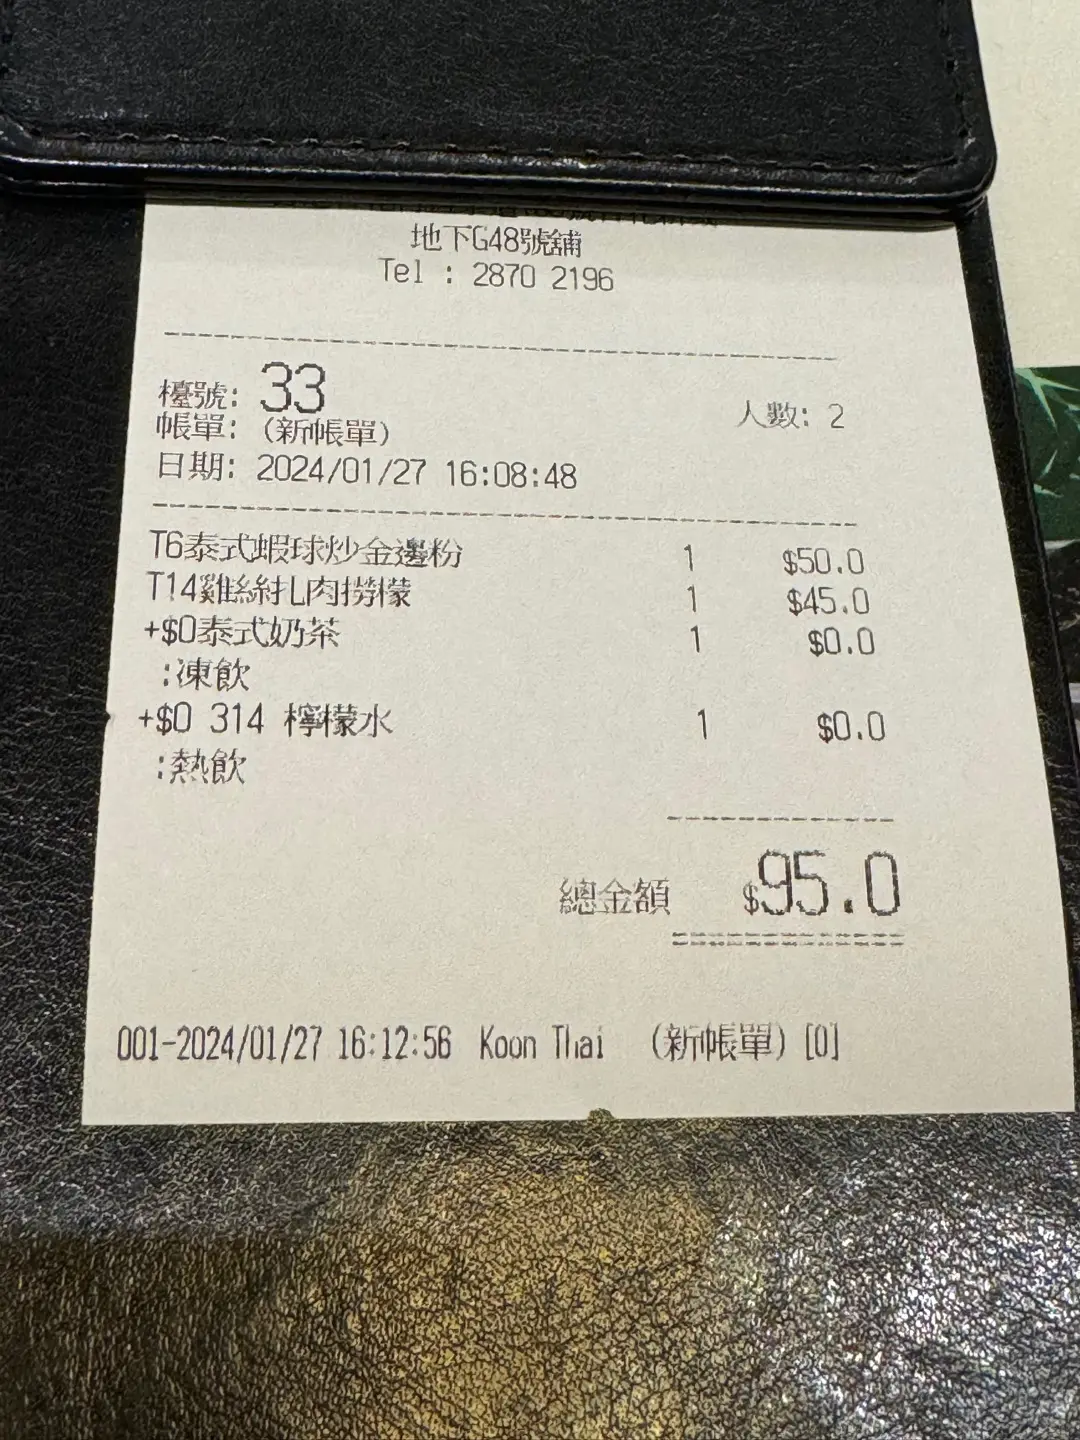 地下G48號舖
Tel : 2870 2196
檯號: 33
人數: 2
帳單: (新帳單)
日期: 2024/01/27 16:08:48
T6泰式蝦球炒金邊粉 1 $50.0
T14雞絲紂L肉撈檬 1 $45.0
+$0泰式奶茶 1 $0.0
:凍飲
+$0 314 檸檬水 1 $0.0
:熱飲
總金額 $95.0
001-2024/01/27 16:12:56 Koon Thai (新帳單) [0]